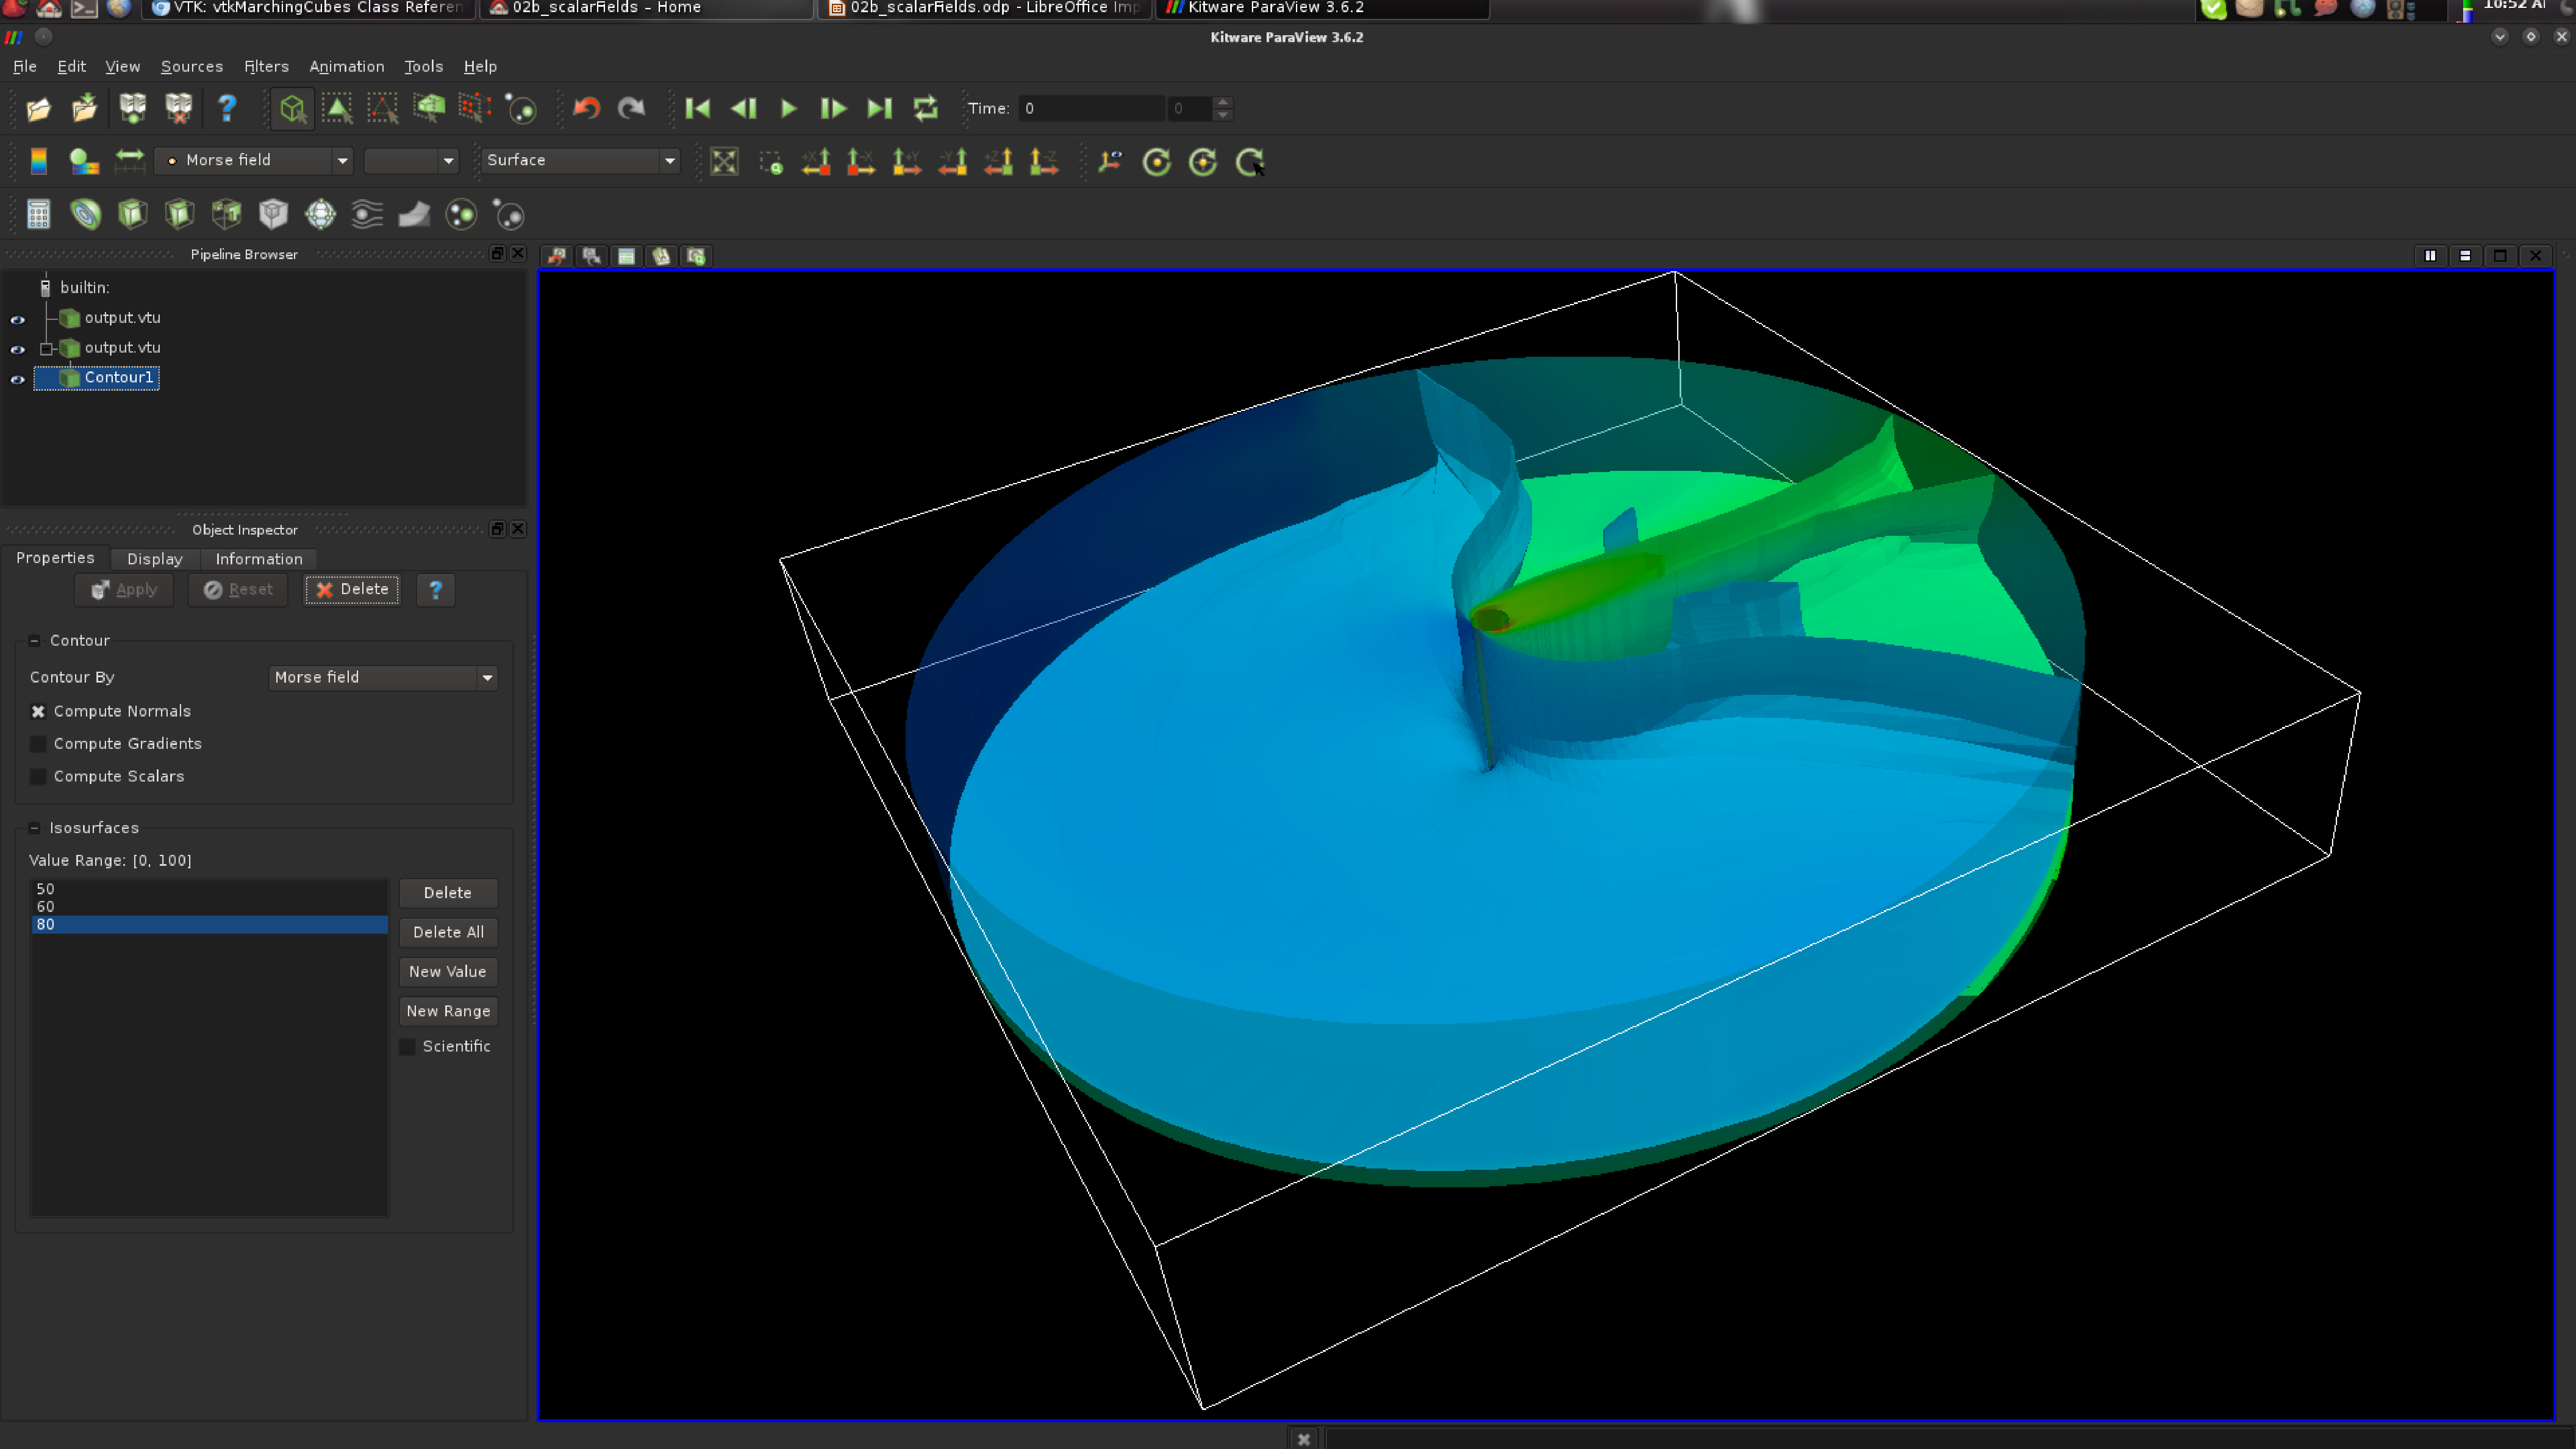 VTK: vtkMarchingCubes Class Referen
02b_scalarFields – Home
02b_scalarFields.odp - LibreOffice Imp
Kitware ParaView 3.6.2
10:52 A
Kitware ParaView 3.6.2
File Edit View Sources Filters Animation Tools Help
Time: 0 0
Morse field Surface
+X -X +Y -Y +Z -Z
Pipeline Browser
builtin:
output.vtu
output.vtu
Contour1
Object Inspector
Properties Display Information
Apply Reset Delete ?
Contour
Contour By Morse field
Compute Normals
Compute Gradients
Compute Scalars
Isosurfaces
Value Range: [0, 100]
50
60
80
Delete
Delete All
New Value
New Range
Scientific